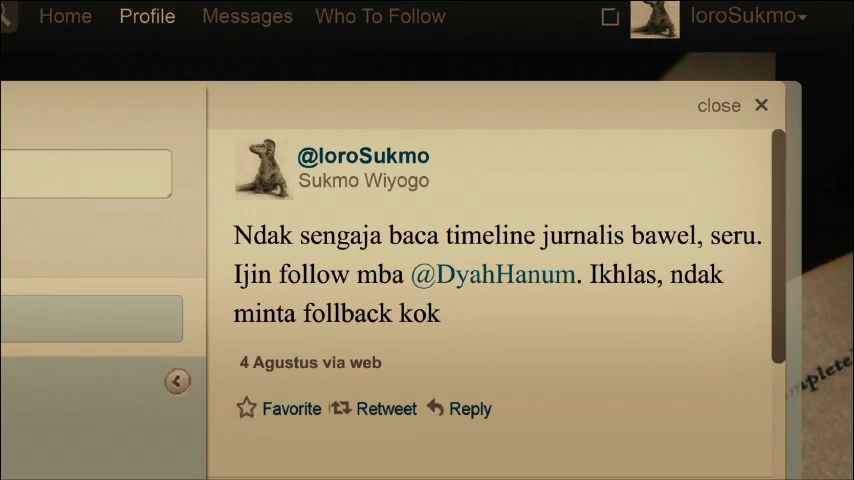 Home Profile Messages Who To Follow loroSukmo
close
@loroSukmo
Sukmo Wiyogo
Ndak sengaja baca timeline jurnalis bawel, seru.
Ijin follow mba @DyahHanum. Ikhlas, ndak
minta follback kok
4 Agustus via web
Favorite Retweet Reply